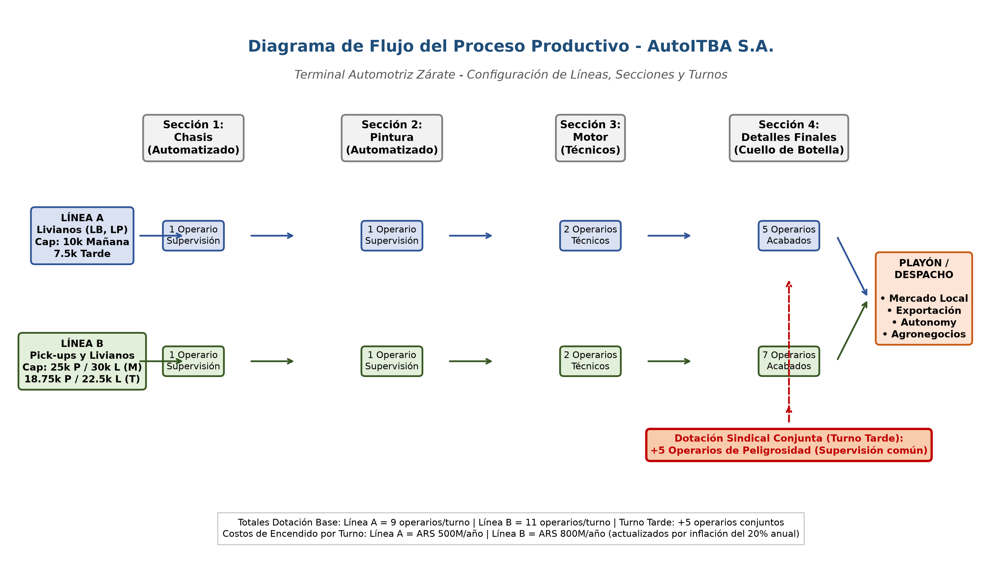 Diagrama de Flujo del Proceso Productivo - AutoITBA S.A.
Terminal Automotriz Zárate - Configuración de Líneas, Secciones y Turnos
Sección 1:
Chasis
(Automatizado)
Sección 2:
Pintura
(Automatizado)
Sección 3:
Motor
(Técnicos)
Sección 4:
Detalles Finales
(Cuello de Botella)
LÍNEA A
Livianos (LB, LP)
Cap: 10k Mañana
7.5k Tarde
1 Operario
Supervisión
1 Operario
Supervisión
2 Operarios
Técnicos
5 Operarios
Acabados
PLAYÓN /
DESPACHO
• Mercado Local
• Exportación
• Autonomy
• Agronegocios
LÍNEA B
Pick-ups y Livianos
Cap: 25k P / 30k L (M)
18.75k P / 22.5k L (T)
1 Operario
Supervisión
1 Operario
Supervisión
2 Operarios
Técnicos
7 Operarios
Acabados
Dotación Sindical Conjunta (Turno Tarde):
+5 Operarios de Peligrosidad (Supervisión común)
Totales Dotación Base: Línea A = 9 operarios/turno | Línea B = 11 operarios/turno | Turno Tarde: +5 operarios conjuntos
Costos de Encendido por Turno: Línea A = ARS 500M/año | Línea B = ARS 800M/año (actualizados por inflación del 20% anual)